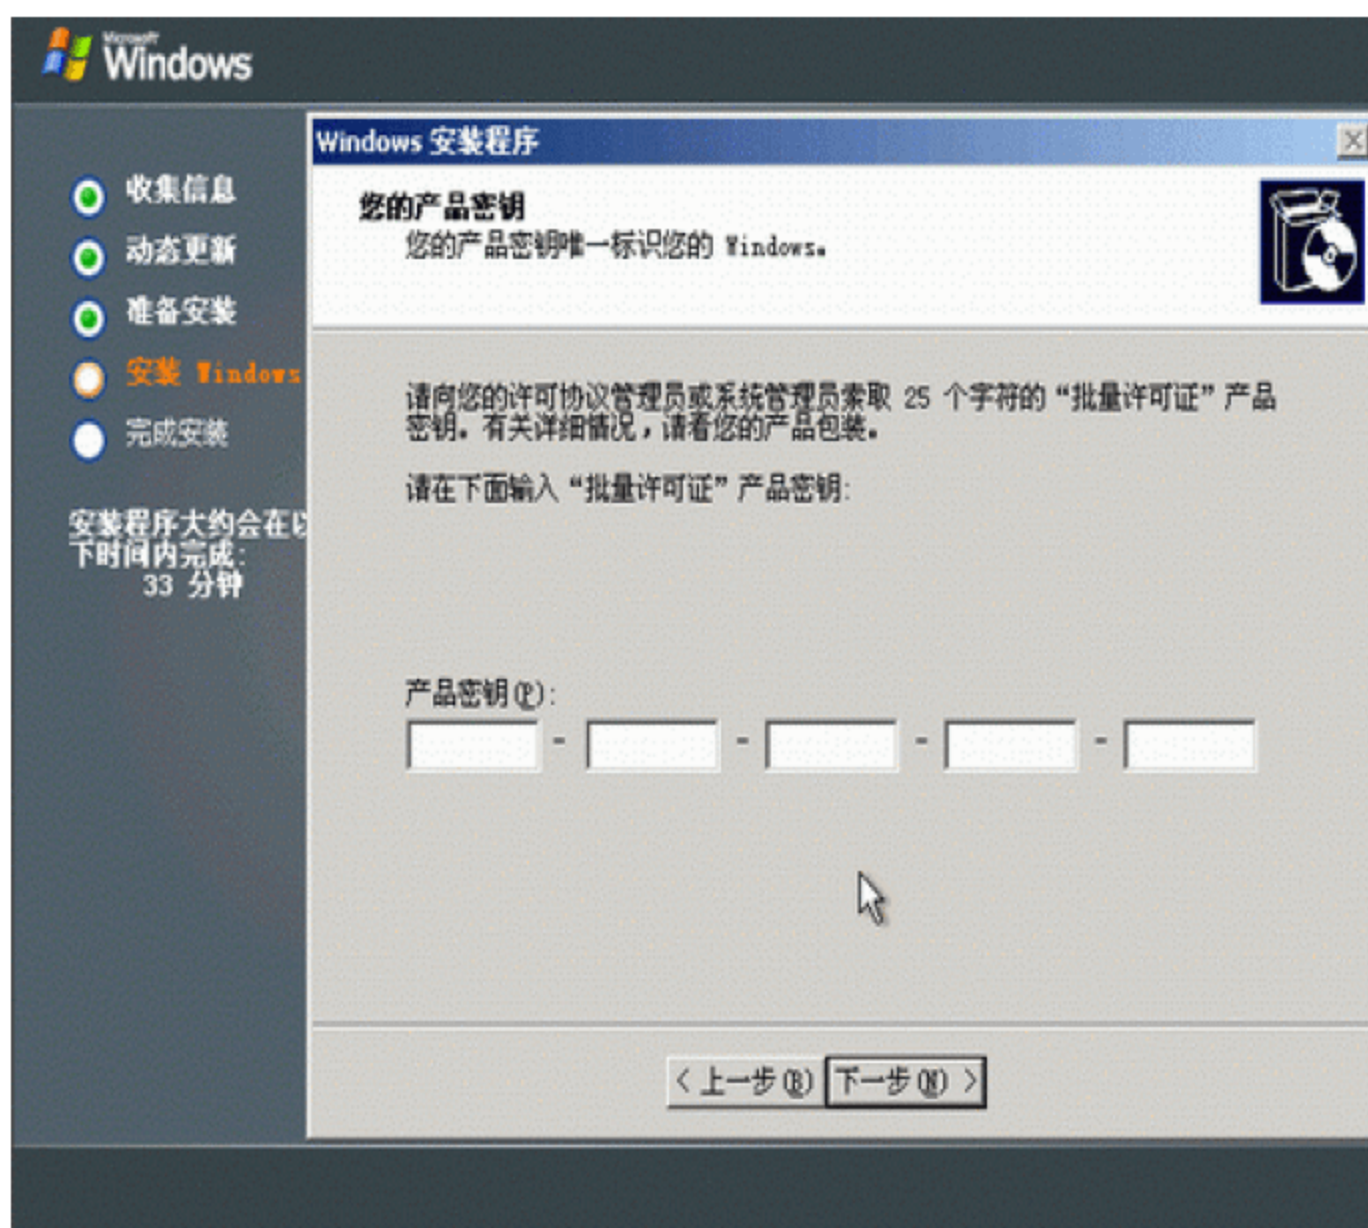 Microsoft
Windows
Windows 安装程序
收集信息
动态更新
准备安装
安装 Windows
完成安装
安装程序大约会在以
下时间内完成:
33 分钟
您的产品密钥
您的产品密钥唯一标识您的 Windows。
请向您的许可协议管理员或系统管理员索取 25 个字符的“批量许可证”产品
密钥。有关详细情况，请看您的产品包装。
请在下面输入“批量许可证”产品密钥:
产品密钥(P):
- - - -
< 上一步(B) 下一步(N) >